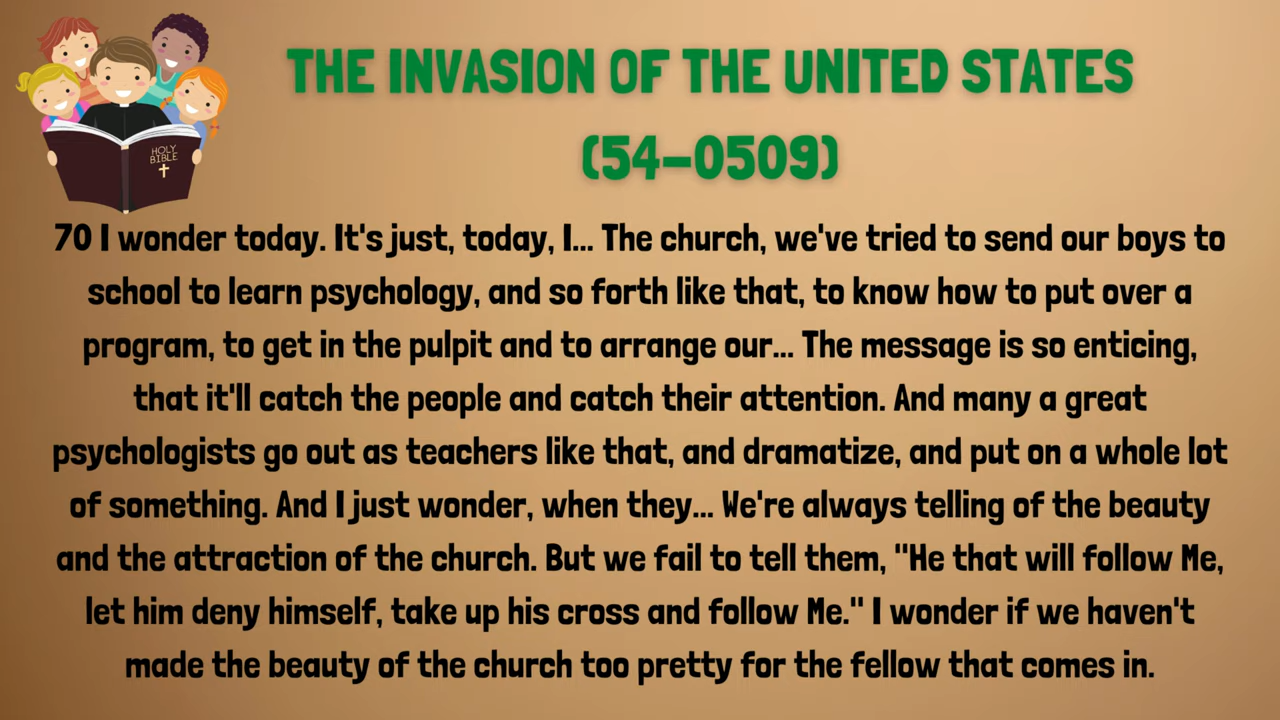 THE INVASION OF THE UNITED STATES
(54-0509)
HOLY
BIBLE
70 I wonder today. It's just, today, I... The church, we've tried to send our boys to
school to learn psychology, and so forth like that, to know how to put over a
program, to get in the pulpit and to arrange our... The message is so enticing,
that it'll catch the people and catch their attention. And many a great
psychologists go out as teachers like that, and dramatize, and put on a whole lot
of something. And I just wonder, when they... We're always telling of the beauty
and the attraction of the church. But we fail to tell them, "He that will follow Me,
let him deny himself, take up his cross and follow Me." I wonder if we haven't
made the beauty of the church too pretty for the fellow that comes in.